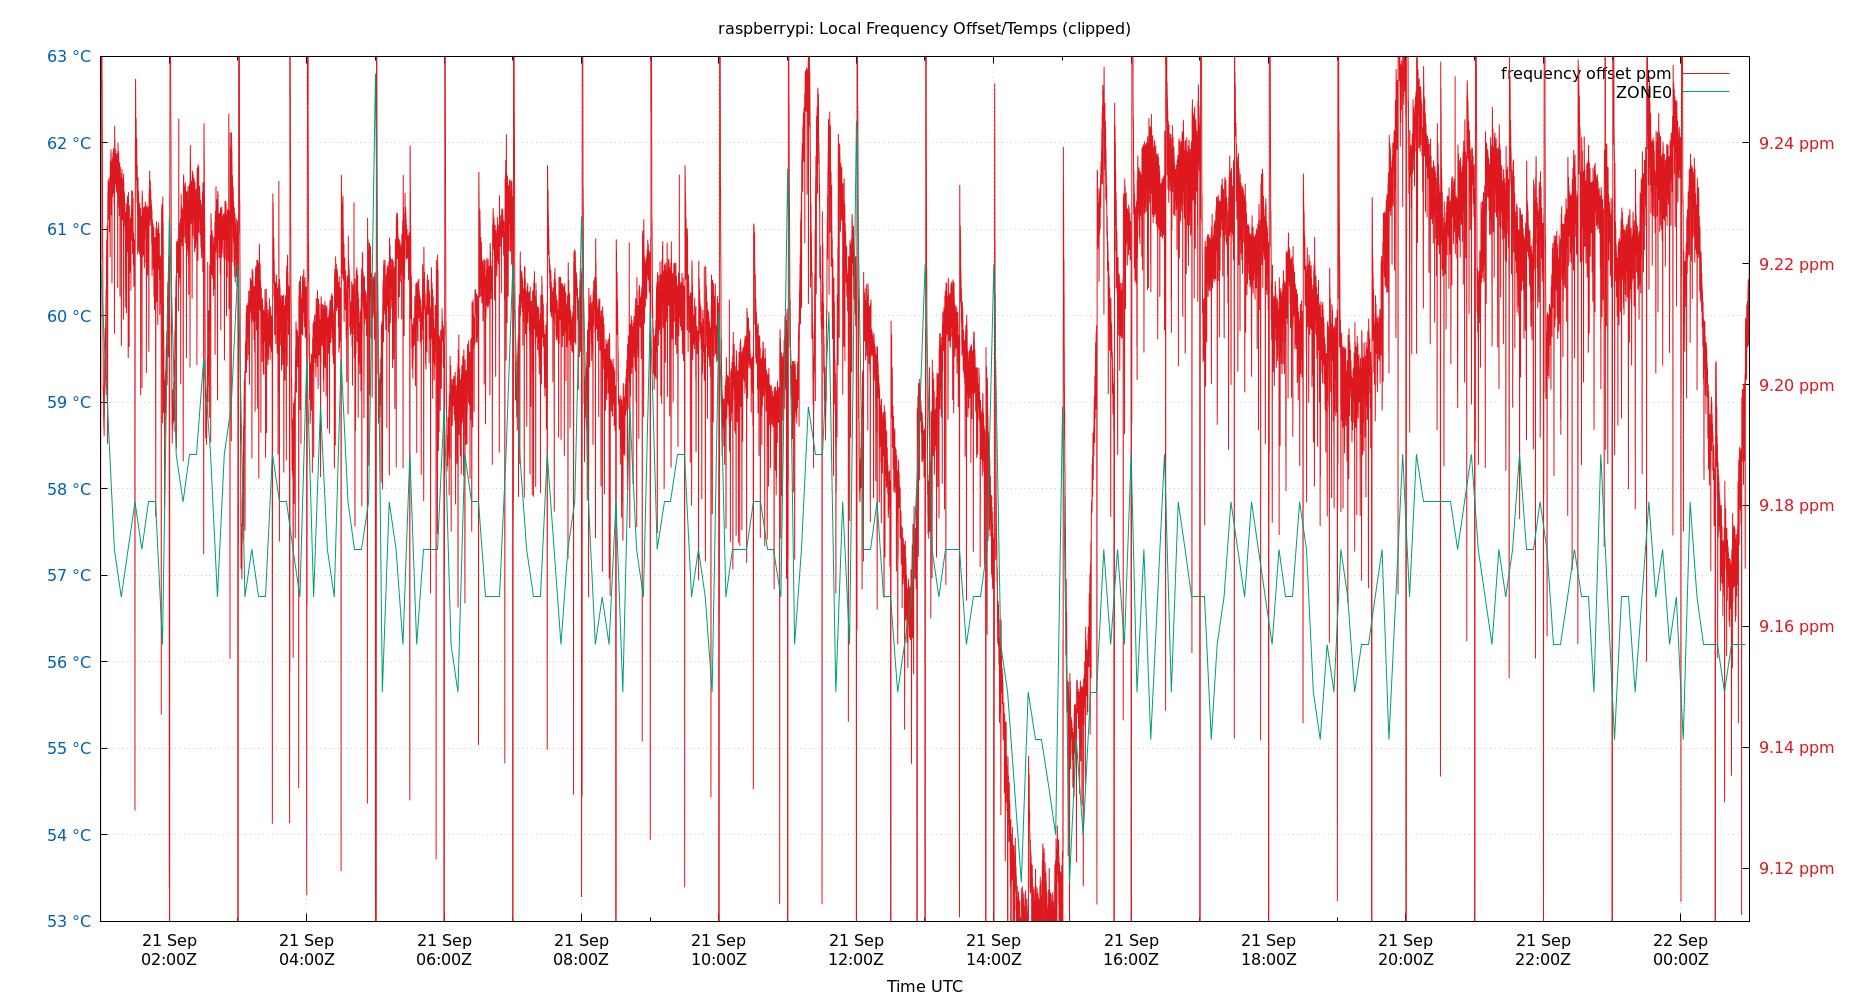 raspberrypi: Local Frequency Offset/Temps (clipped)
63 °C
62 °C
61 °C
60 °C
59 °C
58 °C
57 °C
56 °C
55 °C
54 °C
53 °C
frequency offset ppm
ZONE0
9.24 ppm
9.22 ppm
9.20 ppm
9.18 ppm
9.16 ppm
9.14 ppm
9.12 ppm
21 Sep 21 Sep 21 Sep 21 Sep 21 Sep 21 Sep 21 Sep 21 Sep 21 Sep 21 Sep 21 Sep 22 Sep
02:00Z 04:00Z 06:00Z 08:00Z 10:00Z 12:00Z 14:00Z 16:00Z 18:00Z 20:00Z 22:00Z 00:00Z
Time UTC